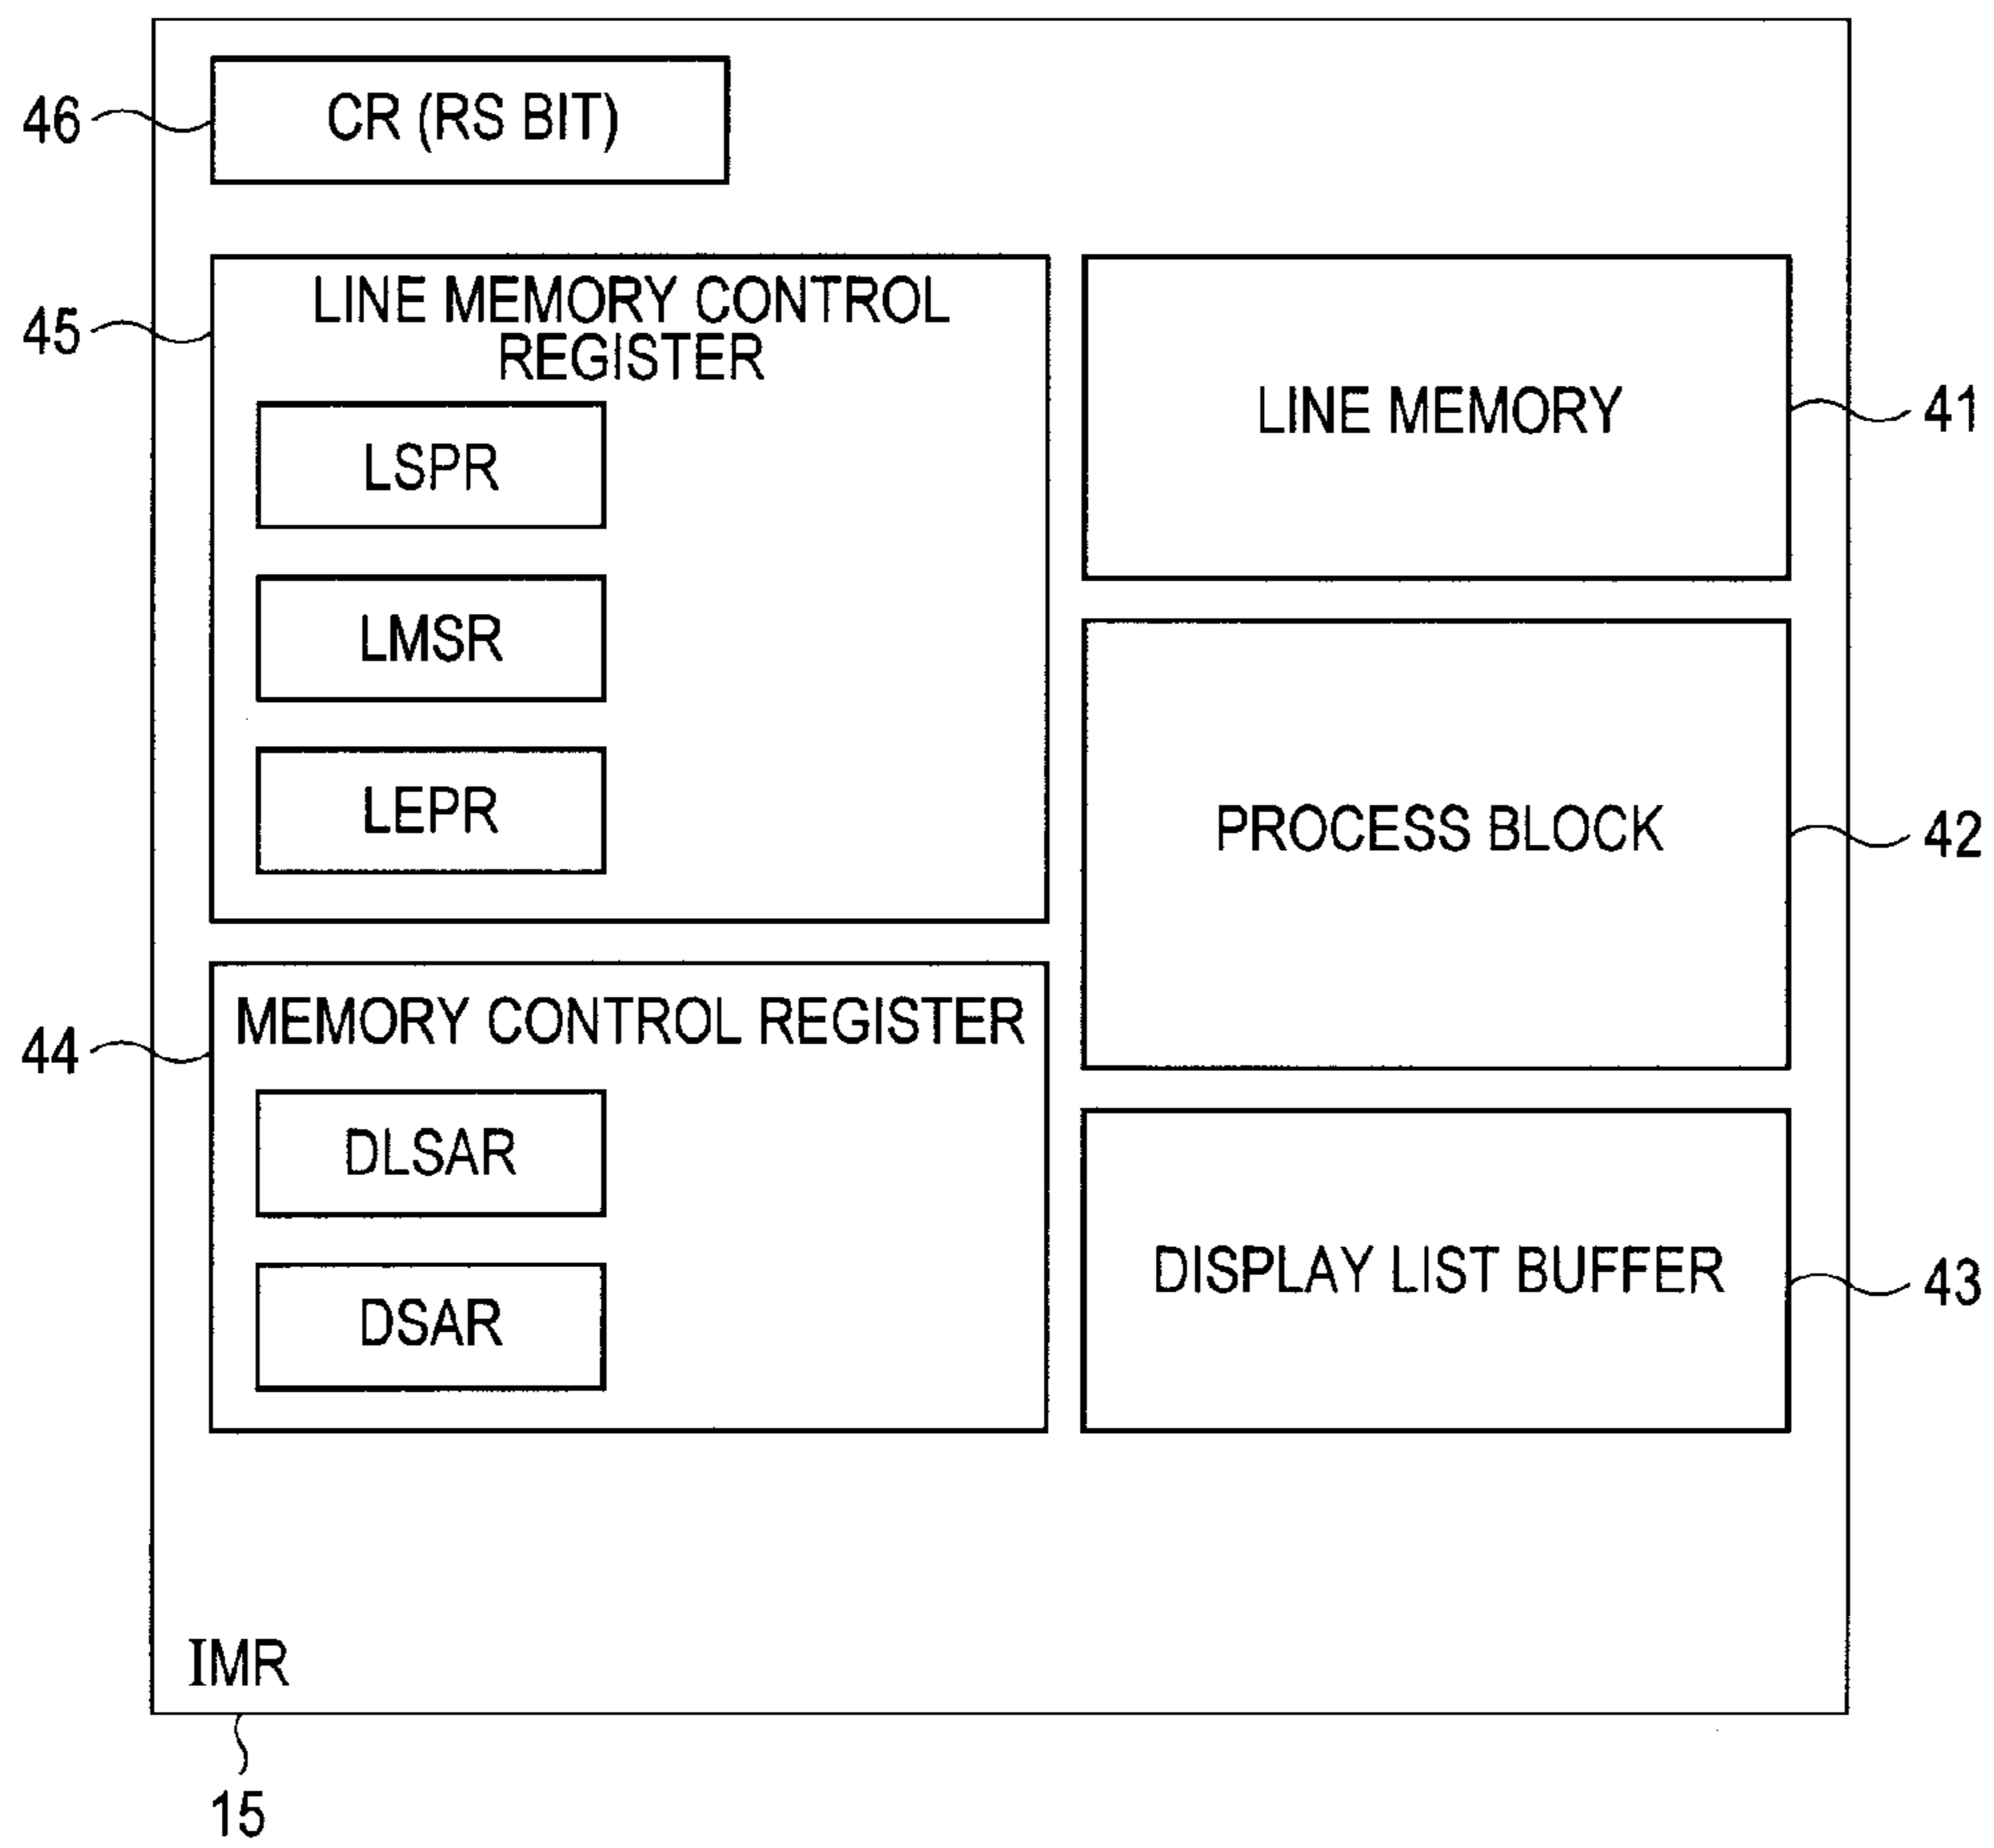 46
CR (RS BIT)
45
LINE MEMORY CONTROL
REGISTER
LSPR
LMSR
LEPR
LINE MEMORY
41
PROCESS BLOCK
42
44
MEMORY CONTROL REGISTER
DLSAR
DSAR
DISPLAY LIST BUFFER
43
IMR
15